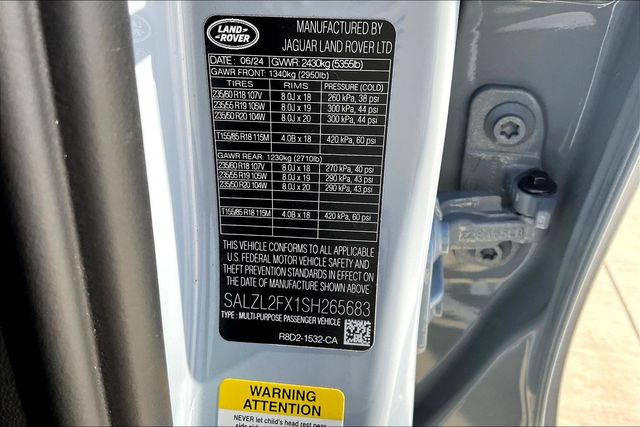 LAND
ROVER
MANUFACTURED BY
JAGUAR LAND ROVER LTD
DATE : 06/24 GVWR: 2430kg (5355lb)
GAWR FRONT: 1340kg (2950lb)
TIRES RIMS PRESSURE (COLD)
235/60 R18 107V 8.0J x 18 260 kPa, 38 psi
235/55 R19 105W 8.0J x 19 300 kPa, 44 psi
235/50 R20 104W 8.0J x 20 300 kPa, 44 psi
T155/85 R18 115M 4.0B x 18 420 kPa, 60 psi
GAWR REAR: 1230kg (2710lb)
235/60 R18 107V 8.0J x 18 270 kPa, 40 psi
235/55 R19 105W 8.0J x 19 290 kPa, 43 psi
235/50 R20 104W 8.0J x 20 290 kPa, 43 psi
T155/85 R18 115M 4.0B x 18 420 kPa, 60 psi
THIS VEHICLE CONFORMS TO ALL APPLICABLE
U.S. FEDERAL MOTOR VEHICLE SAFETY AND
THEFT PREVENTION STANDARDS IN EFFECT ON
THE DATE OF MANUFACTURE SHOWN ABOVE.
SALZL2FX1SH265683
TYPE : MULTI-PURPOSE PASSENGER VEHICLE
R8D2-1532-CA
WARNING
ATTENTION
NEVER let child's head rest near